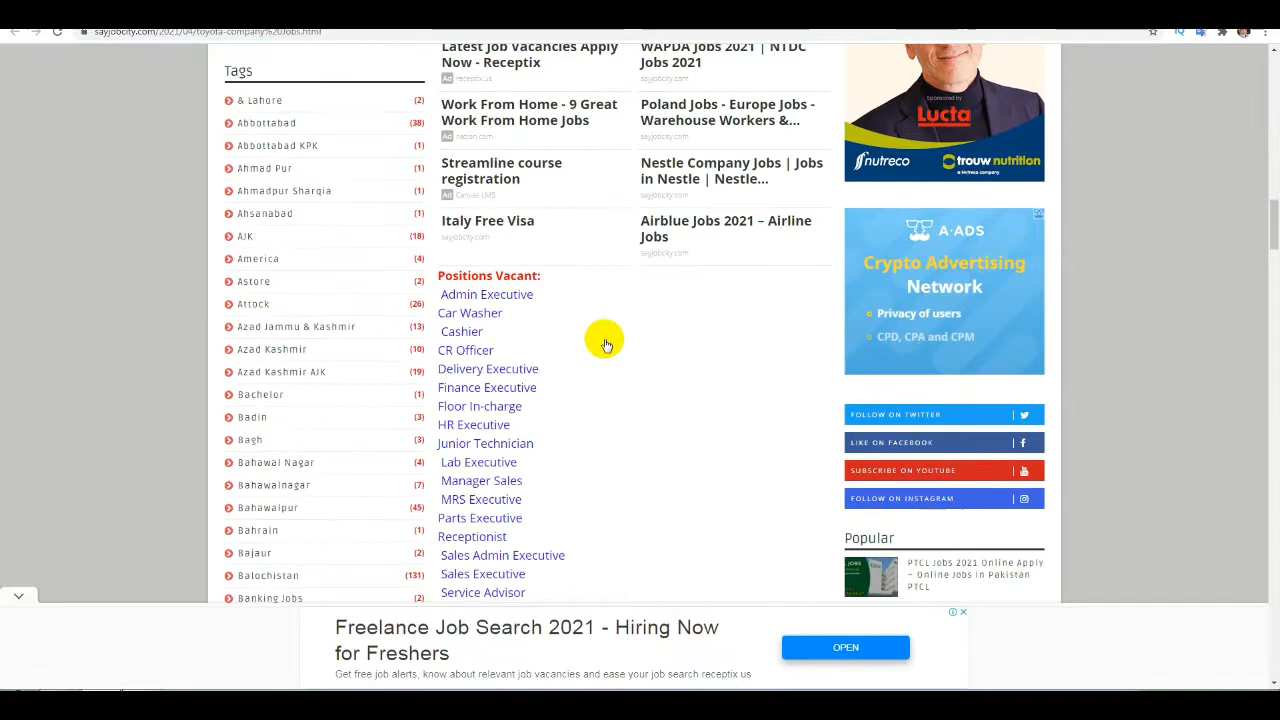 sayjobcity.com/2021/04/toyota-company%20Jobs.html
Tags
& Lahore (2)
Abbottabad (38)
Abbottabad KPK (1)
Ahmad Pur (1)
Ahmadpur Sharqia (1)
Ahsanabad (1)
AJK (18)
America (4)
Astore (2)
Attock (26)
Azad Jammu & Kashmir (13)
Azad Kashmir (10)
Azad Kashmir AJK (19)
Bachelor (1)
Badin (3)
Bagh (3)
Bahawal Nagar (4)
Bahawalnagar (7)
Bahawalpur (45)
Bahrain (1)
Bajaur (2)
Balochistan (131)
Banking Jobs (2)
Latest Job Vacancies Apply
Now - Receptix
Ad receptix.us
WAPDA Jobs 2021 | NTDC
Jobs 2021
sayjobcity.com
Work From Home - 9 Great
Work From Home Jobs
Ad nation.com
Poland Jobs - Europe Jobs -
Warehouse Workers &...
sayjobcity.com
Streamline course
registration
Ad Canvas LMS
Nestle Company Jobs | Jobs
in Nestle | Nestle...
sayjobcity.com
Italy Free Visa
sayjobcity.com
Airblue Jobs 2021 – Airline
Jobs
sayjobcity.com
Positions Vacant:
Admin Executive
Car Washer
Cashier
CR Officer
Delivery Executive
Finance Executive
Floor In-charge
HR Executive
Junior Technician
Lab Executive
Manager Sales
MRS Executive
Parts Executive
Receptionist
Sales Admin Executive
Sales Executive
Service Advisor
Sponsored by
Lucta
nutreco
trouw nutrition
a Nutreco company
A-ADS
Crypto Advertising
Network
Privacy of users
CPD, CPA and CPM
FOLLOW ON TWITTER
LIKE ON FACEBOOK
SUBSCRIBE ON YOUTUBE
FOLLOW ON INSTAGRAM
Popular
PTCL Jobs 2021 Online Apply
– Online Jobs in Pakistan
PTCL
Freelance Job Search 2021 - Hiring Now
for Freshers
Get free job alerts, know about relevant job vacancies and ease your job search receptix.us
OPEN